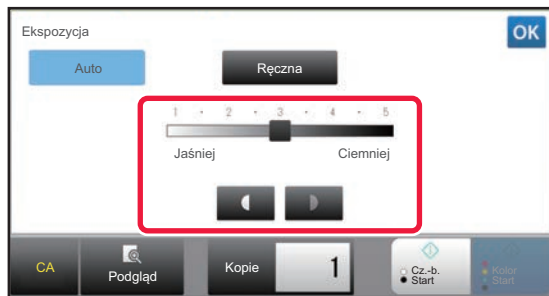 Ekspozycja
OK
Auto
Ręczna
1 · 2 · 3 · 4 · 5
Jaśniej
Ciemniej
CA
Podgląd
Kopie
1
Cz.-b.
Start
Kolor
Start